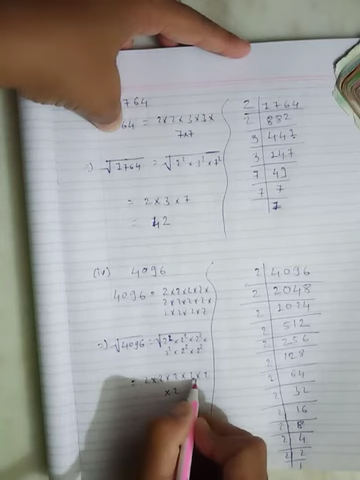 1764
64 = 2×2×3×3×
7×7
=) √1764 = √2² × 3² × 7²
= 2 × 3 × 7
= 42
2 | 1764
2 | 882
3 | 441
3 | 147
7 | 49
7 | 7
1
(iv) 4096
4096 = 2×2×2×2×
2×2×2×2×
2×2×2×2
=) √4096 = √2² × 2² × 2² ×
2² × 2² × 2²
= 2×2×2×2×2
×2
2 | 4096
2 | 2048
2 | 1024
2 | 512
2 | 256
2 | 128
2 | 64
2 | 32
2 | 16
2 | 8
2 | 4
2 | 2
1